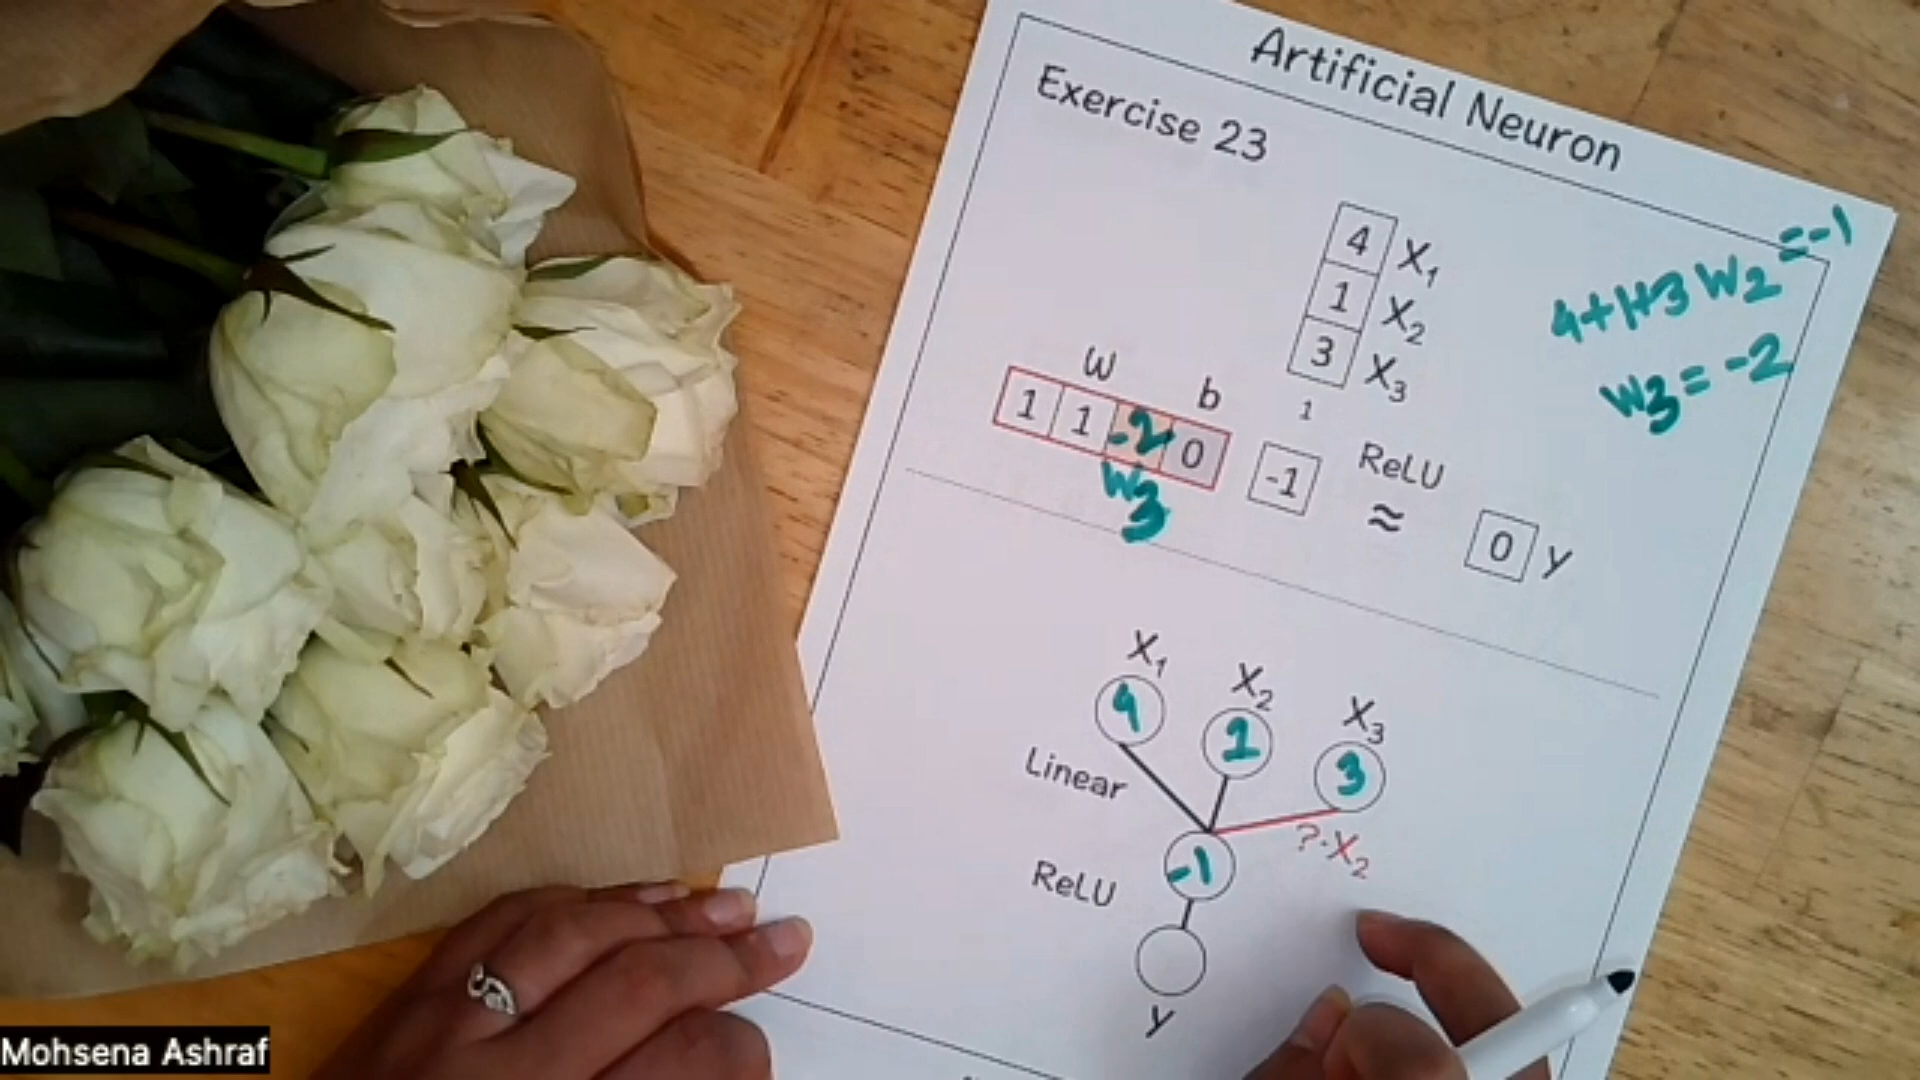 Artificial Neuron
Exercise 23
4 X₁
1 X₂
3 X₃
1
4+1+3 W2 =-1
W3 = -2
W b
1 1 -2 0 -1 ReLU ≈ 0 Y
W3
X₁ X₂ X₃
4 1 3
Linear
?·X₂
-1
ReLU
Y
Mohsena Ashraf